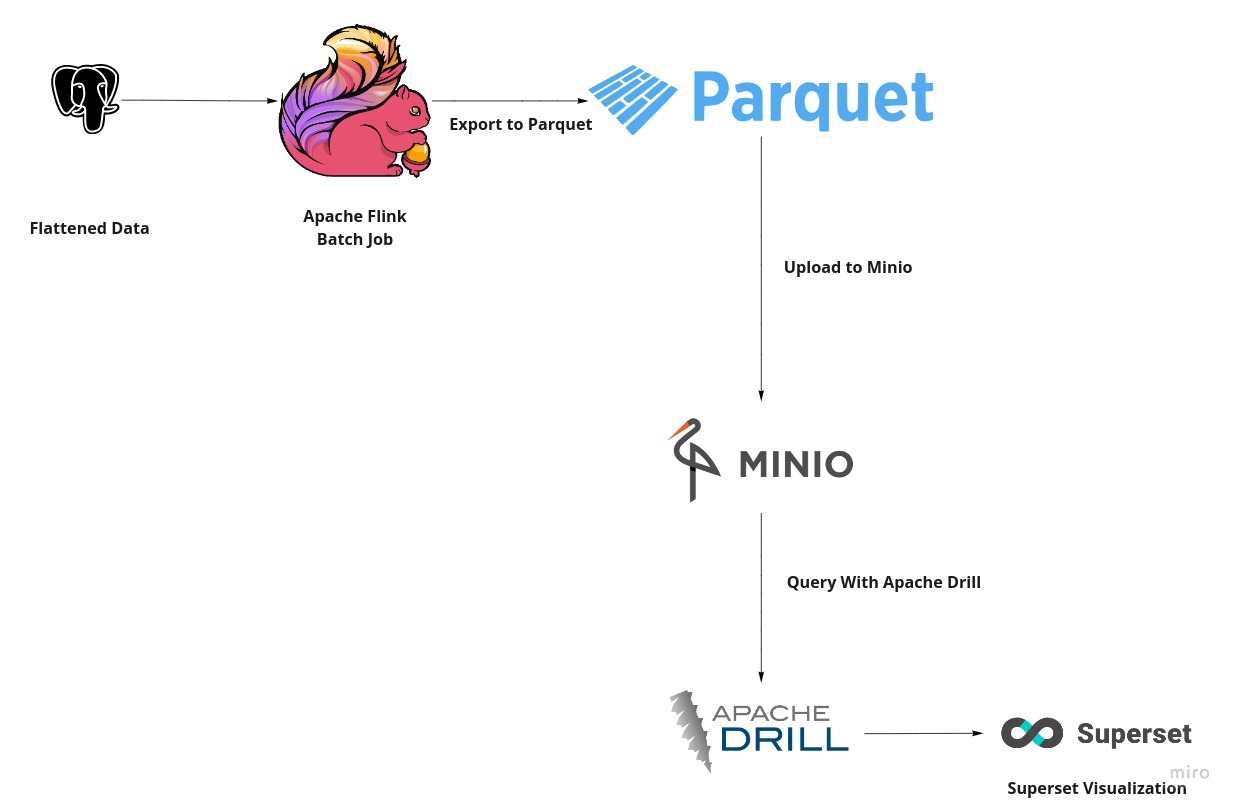 Parquet
Export to Parquet
Flattened Data
Apache Flink
Batch Job
Upload to Minio
MINIO
Query With Apache Drill
APACHE
DRILL
Superset
miro
Superset Visualization